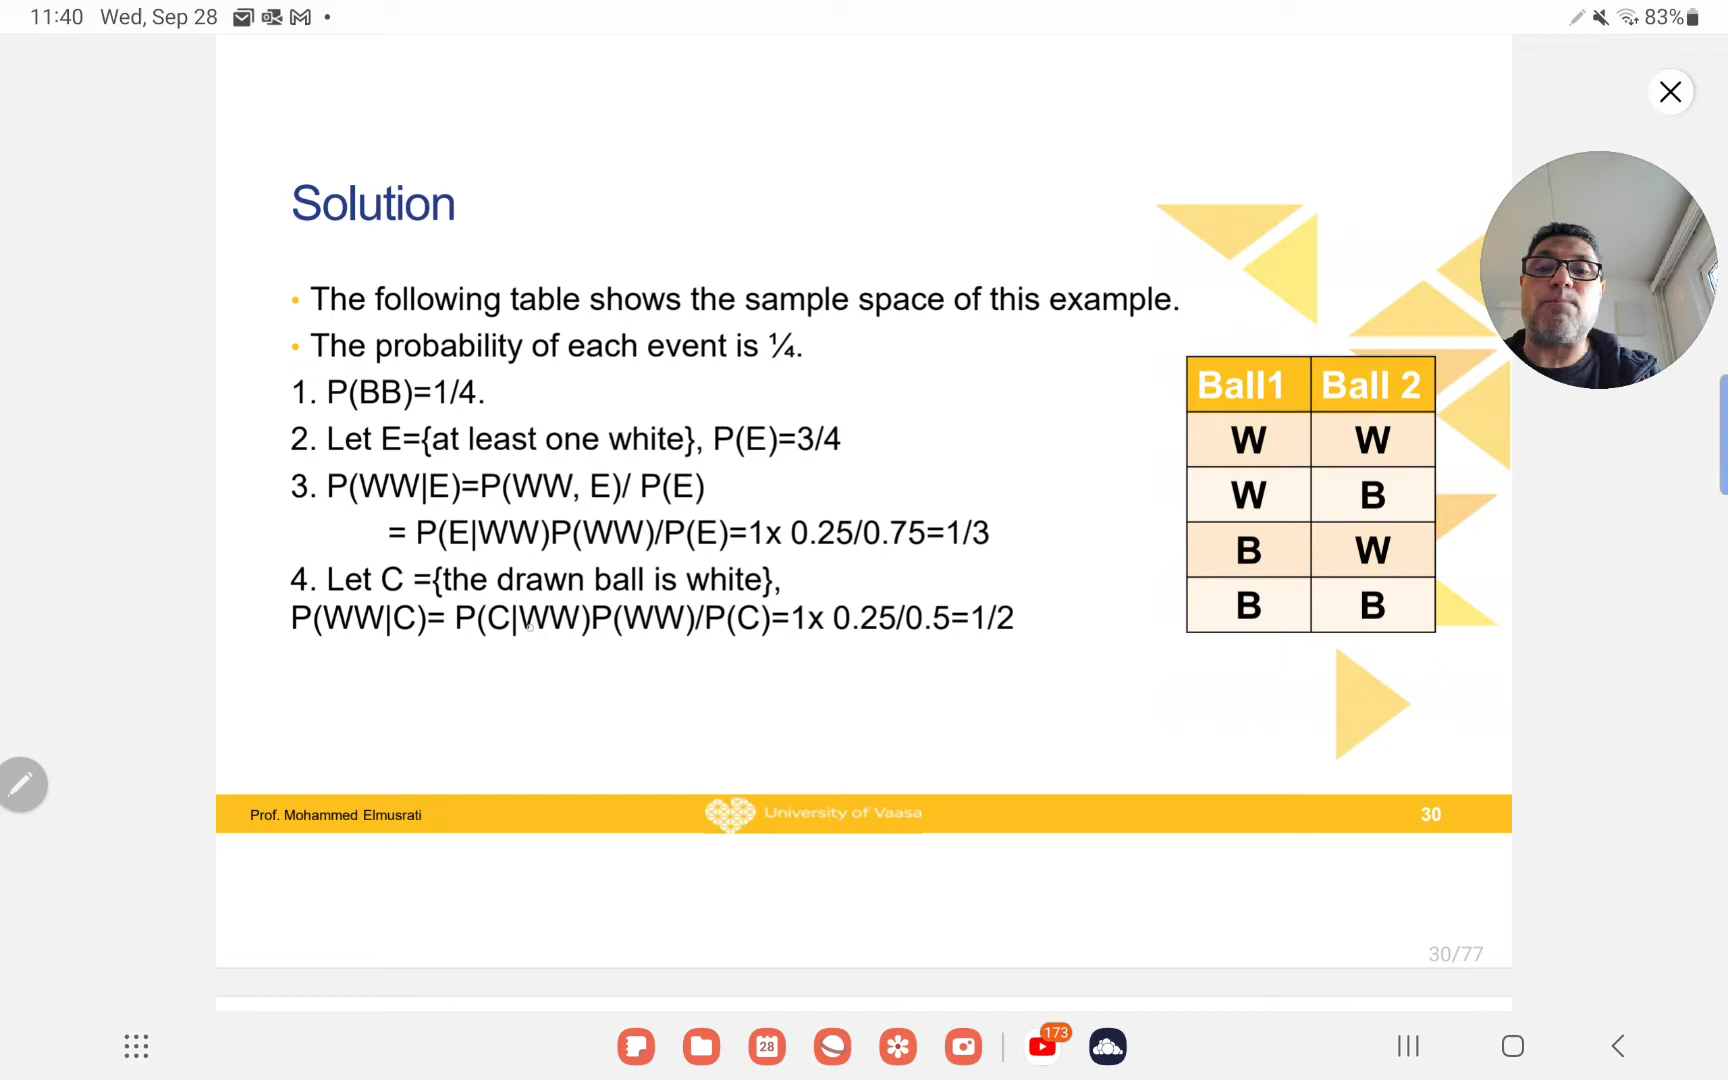 11:40 Wed, Sep 28
83%
Solution
• The following table shows the sample space of this example.
• The probability of each event is ¼.
1. P(BB)=1/4.
2. Let E={at least one white}, P(E)=3/4
3. P(WW|E)=P(WW, E)/ P(E)
= P(E|WW)P(WW)/P(E)=1x 0.25/0.75=1/3
4. Let C ={the drawn ball is white},
P(WW|C)= P(C|WW)P(WW)/P(C)=1x 0.25/0.5=1/2
Ball1 Ball 2
W W
W B
B W
B B
Prof. Mohammed Elmusrati
University of Vaasa
30
30/77
28
173